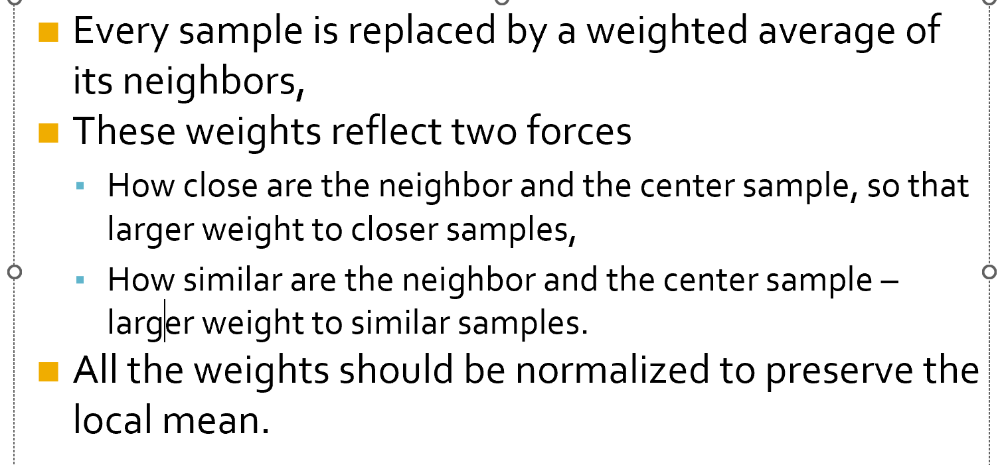 Every sample is replaced by a weighted average of
its neighbors,
These weights reflect two forces
How close are the neighbor and the center sample, so that
larger weight to closer samples,
How similar are the neighbor and the center sample –
larger weight to similar samples.
All the weights should be normalized to preserve the
local mean.